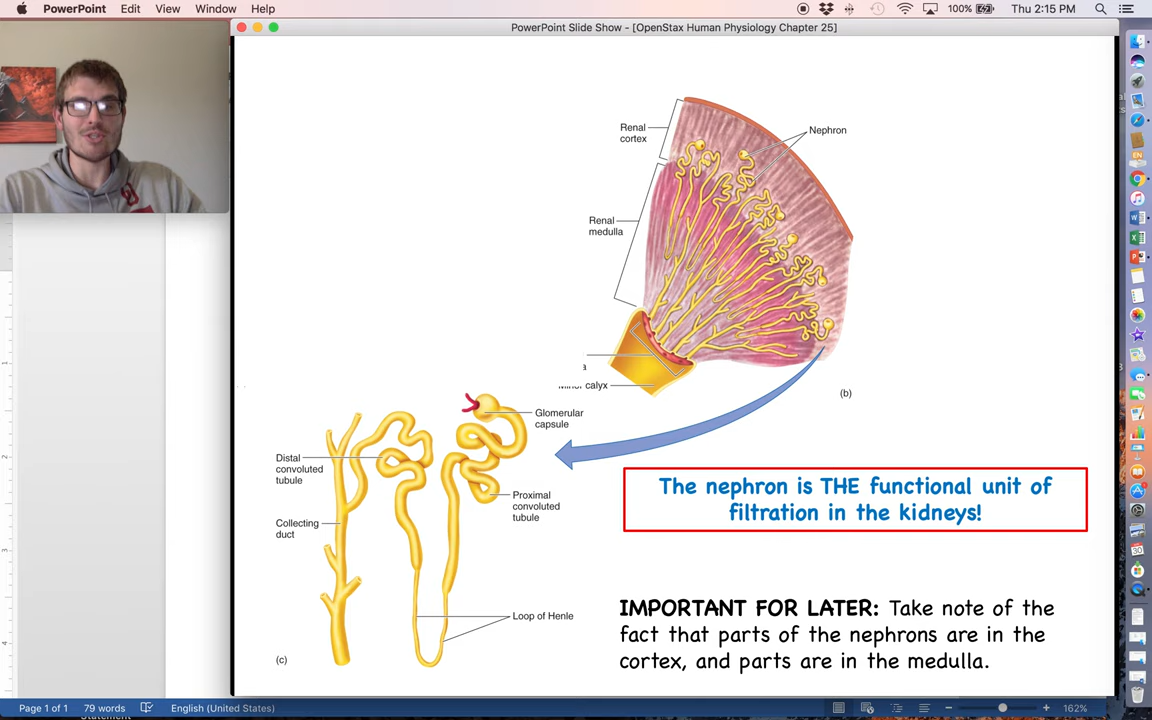 PowerPoint Edit View Window Help
100% Thu 2:15 PM
PowerPoint Slide Show - [OpenStax Human Physiology Chapter 25]
Renal
cortex
Nephron
Renal
medulla
a
calyx
(b)
Glomerular
capsule
Distal
convoluted
tubule
Proximal
convoluted
tubule
Collecting
duct
Loop of Henle
(c)
The nephron is THE functional unit of
filtration in the kidneys!
IMPORTANT FOR LATER: Take note of the
fact that parts of the nephrons are in the
cortex, and parts are in the medulla.
Page 1 of 1 79 words English (United States) 162%